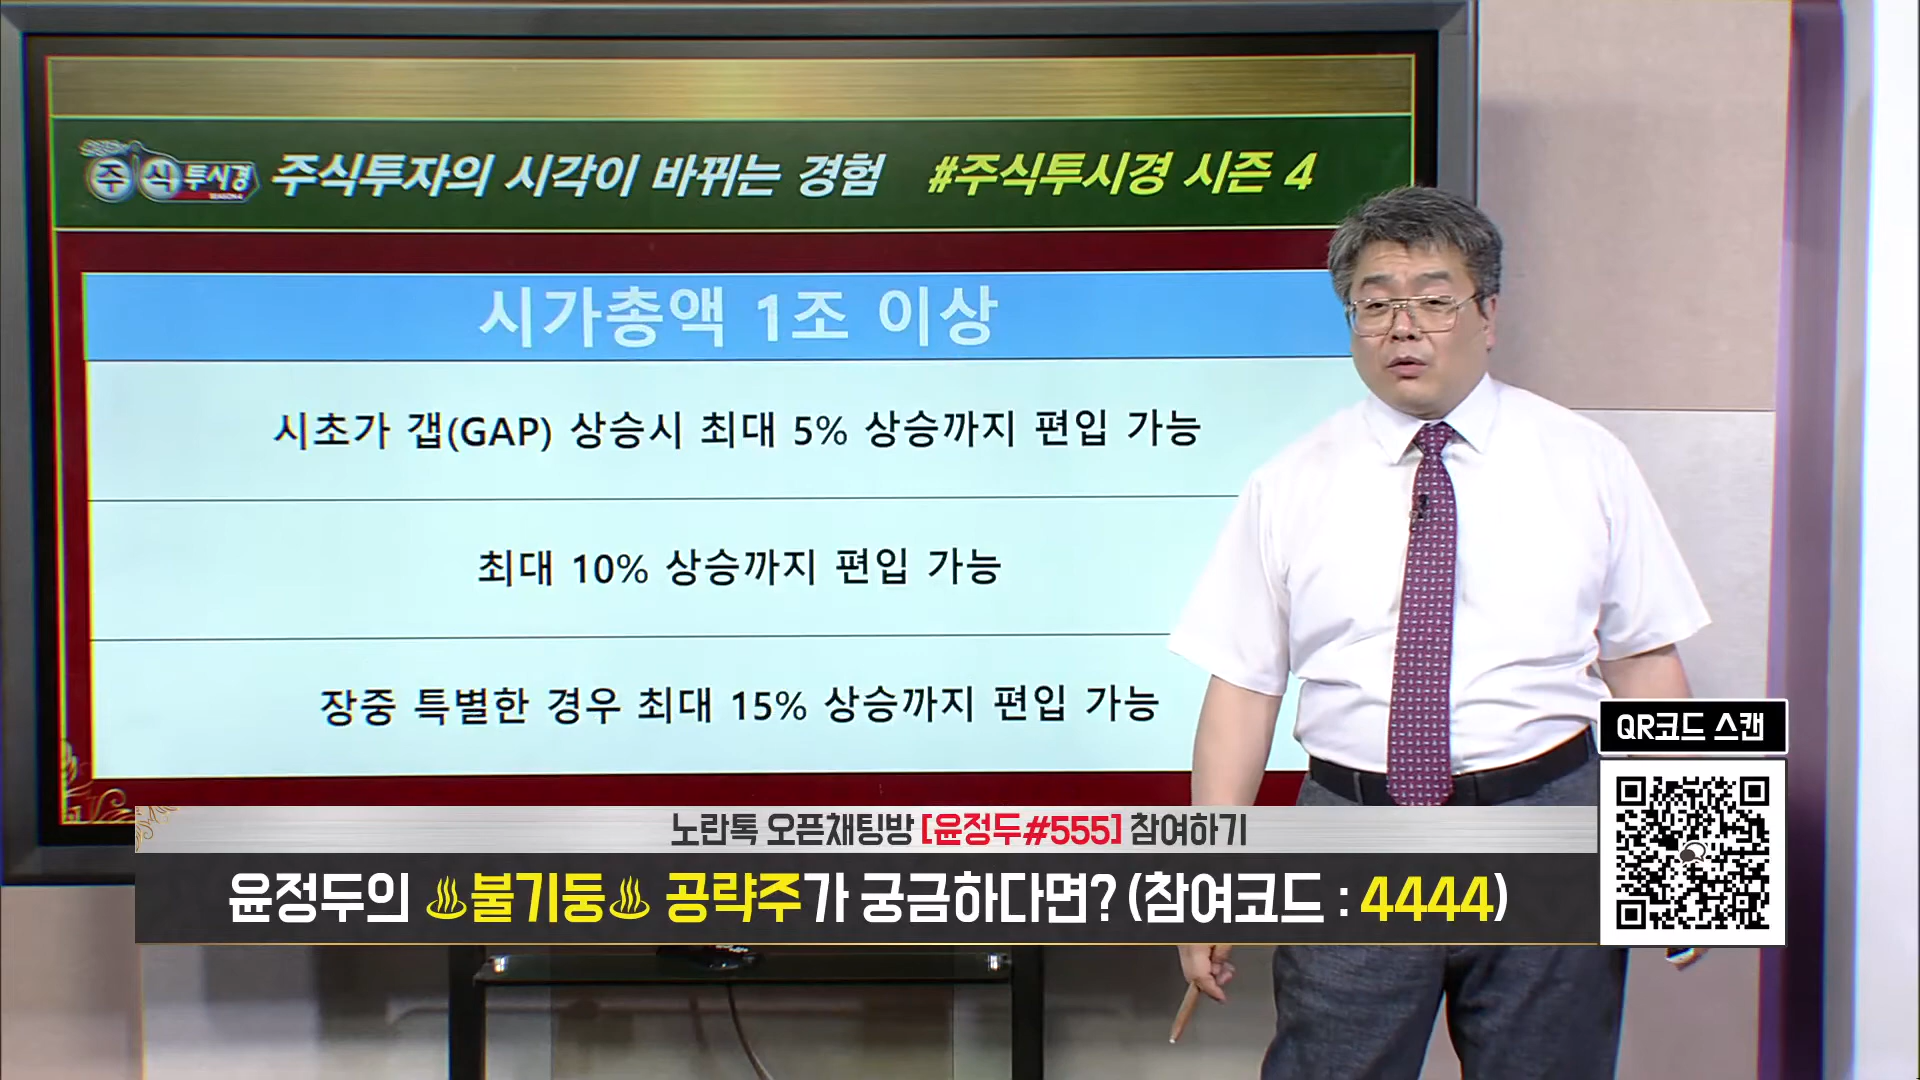 주식투시경 주식투자의 시각이 바뀌는 경험 #주식투시경 시즌 4
시가총액 1조 이상
시초가 갭(GAP) 상승시 최대 5% 상승까지 편입 가능
최대 10% 상승까지 편입 가능
장중 특별한 경우 최대 15% 상승까지 편입 가능
QR코드 스캔
노란톡 오픈채팅방 [윤정두#555] 참여하기
윤정두의 ♨불기둥♨ 공략주가 궁금하다면? (참여코드 : 4444)